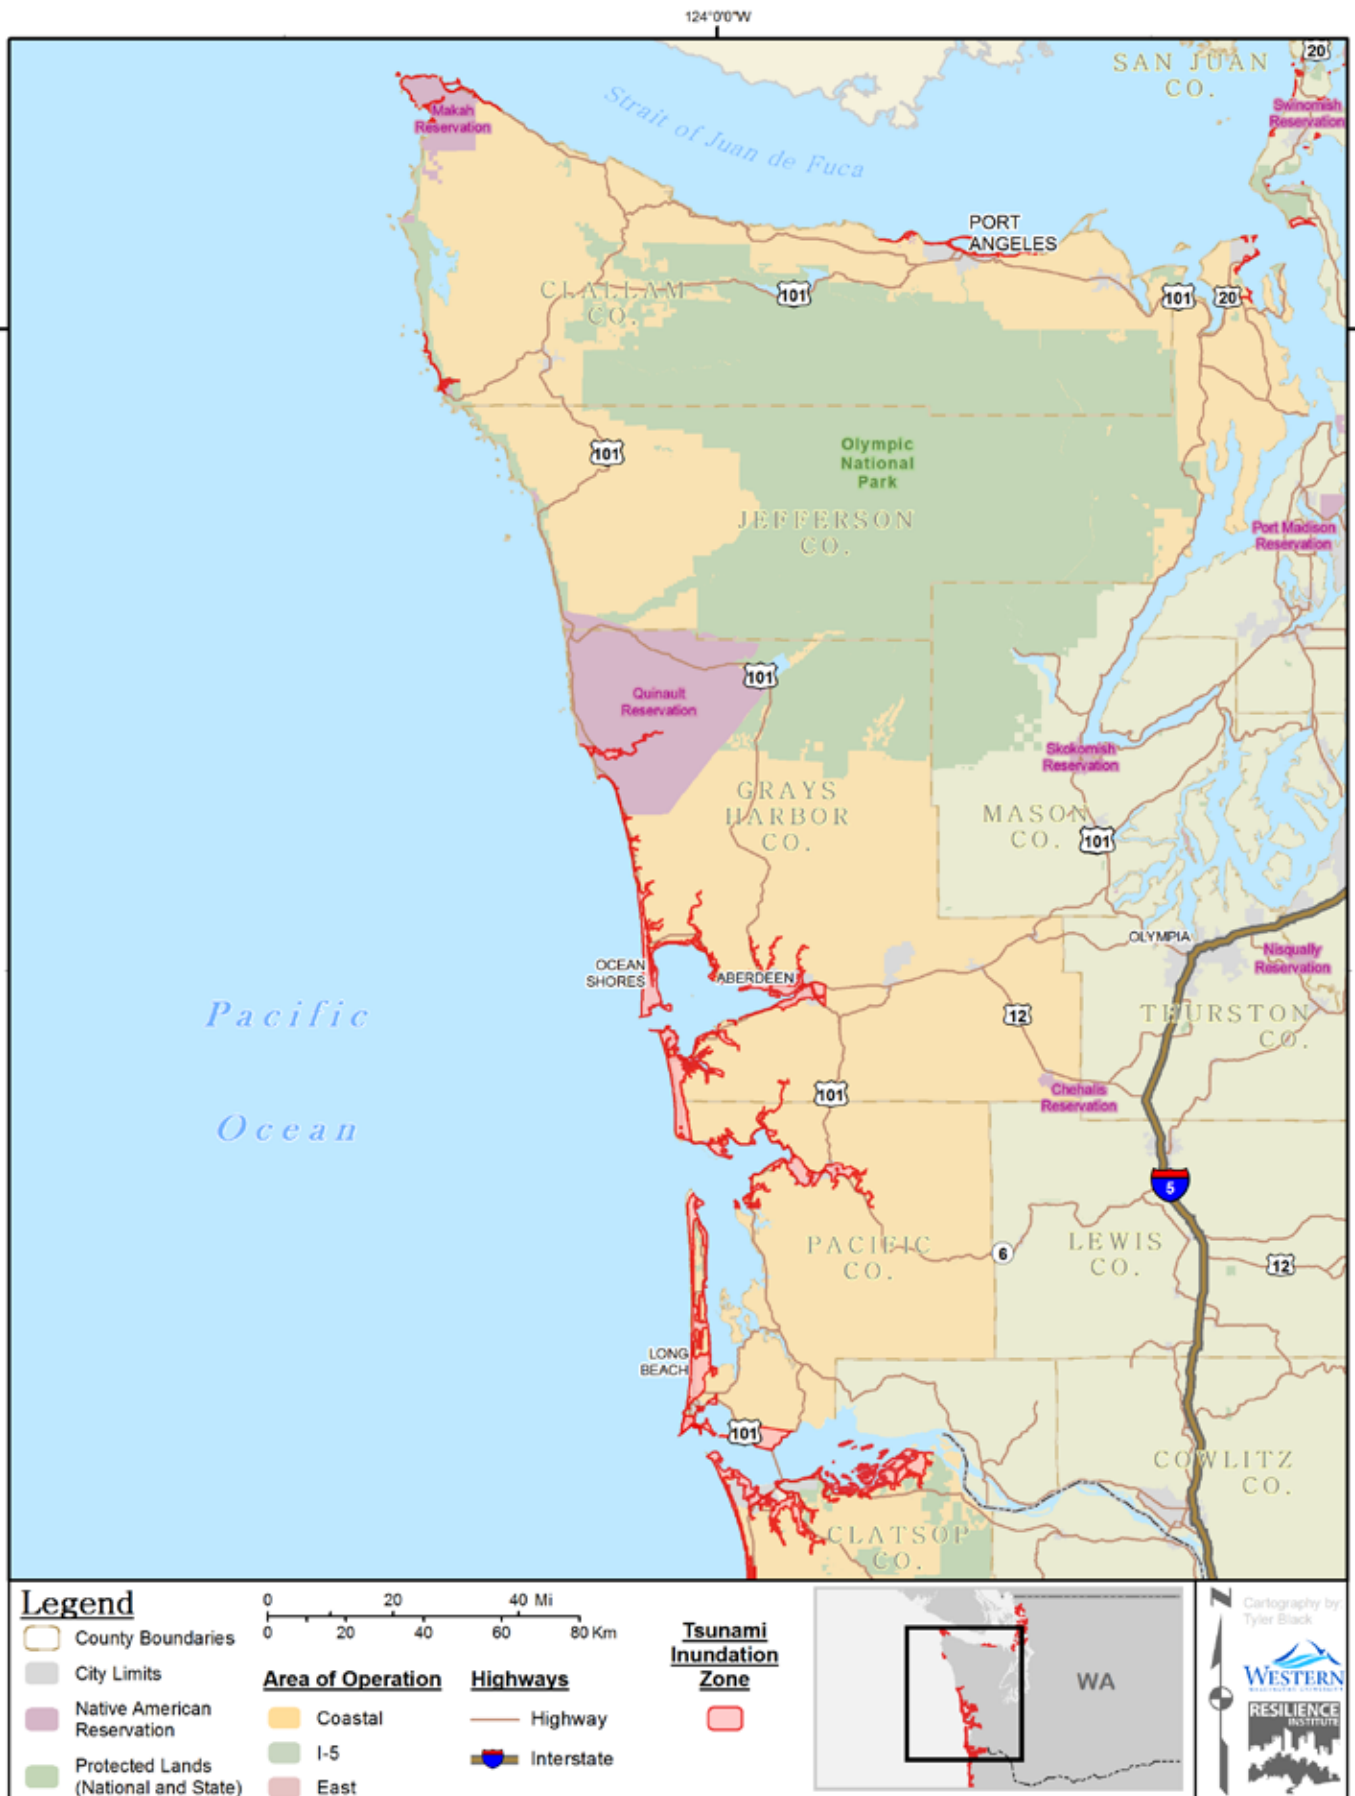 124°0'0"W
SAN JUAN
CO.
20
Swinomish
Reservation
Makah
Reservation
Strait of Juan de Fuca
PORT
ANGELES
CLALLAM
CO.
101
101
20
101
Olympic
National
Park
JEFFERSON
CO.
Port Madison
Reservation
Quinault
Reservation
101
Skokomish
Reservation
GRAYS
HARBOR
CO.
MASON
CO.
101
OLYMPIA
Nisqually
Reservation
OCEAN
SHORES
ABERDEEN
Pacific
Ocean
12
THURSTON
CO.
101
Chehalis
Reservation
5
PACIFIC
CO.
6
LEWIS
CO.
12
LONG
BEACH
101
COWLITZ
CO.
CLATSOP
CO.
Legend
County Boundaries
City Limits
Native American
Reservation
Protected Lands
(National and State)
0 20 40 Mi
0 20 40 60 80 Km
Area of Operation
Coastal
I-5
East
Highways
Highway
Interstate
Tsunami
Inundation
Zone
WA
N
Cartography by:
Tyler Black
WESTERN
WASHINGTON UNIVERSITY
RESILIENCE
INSTITUTE